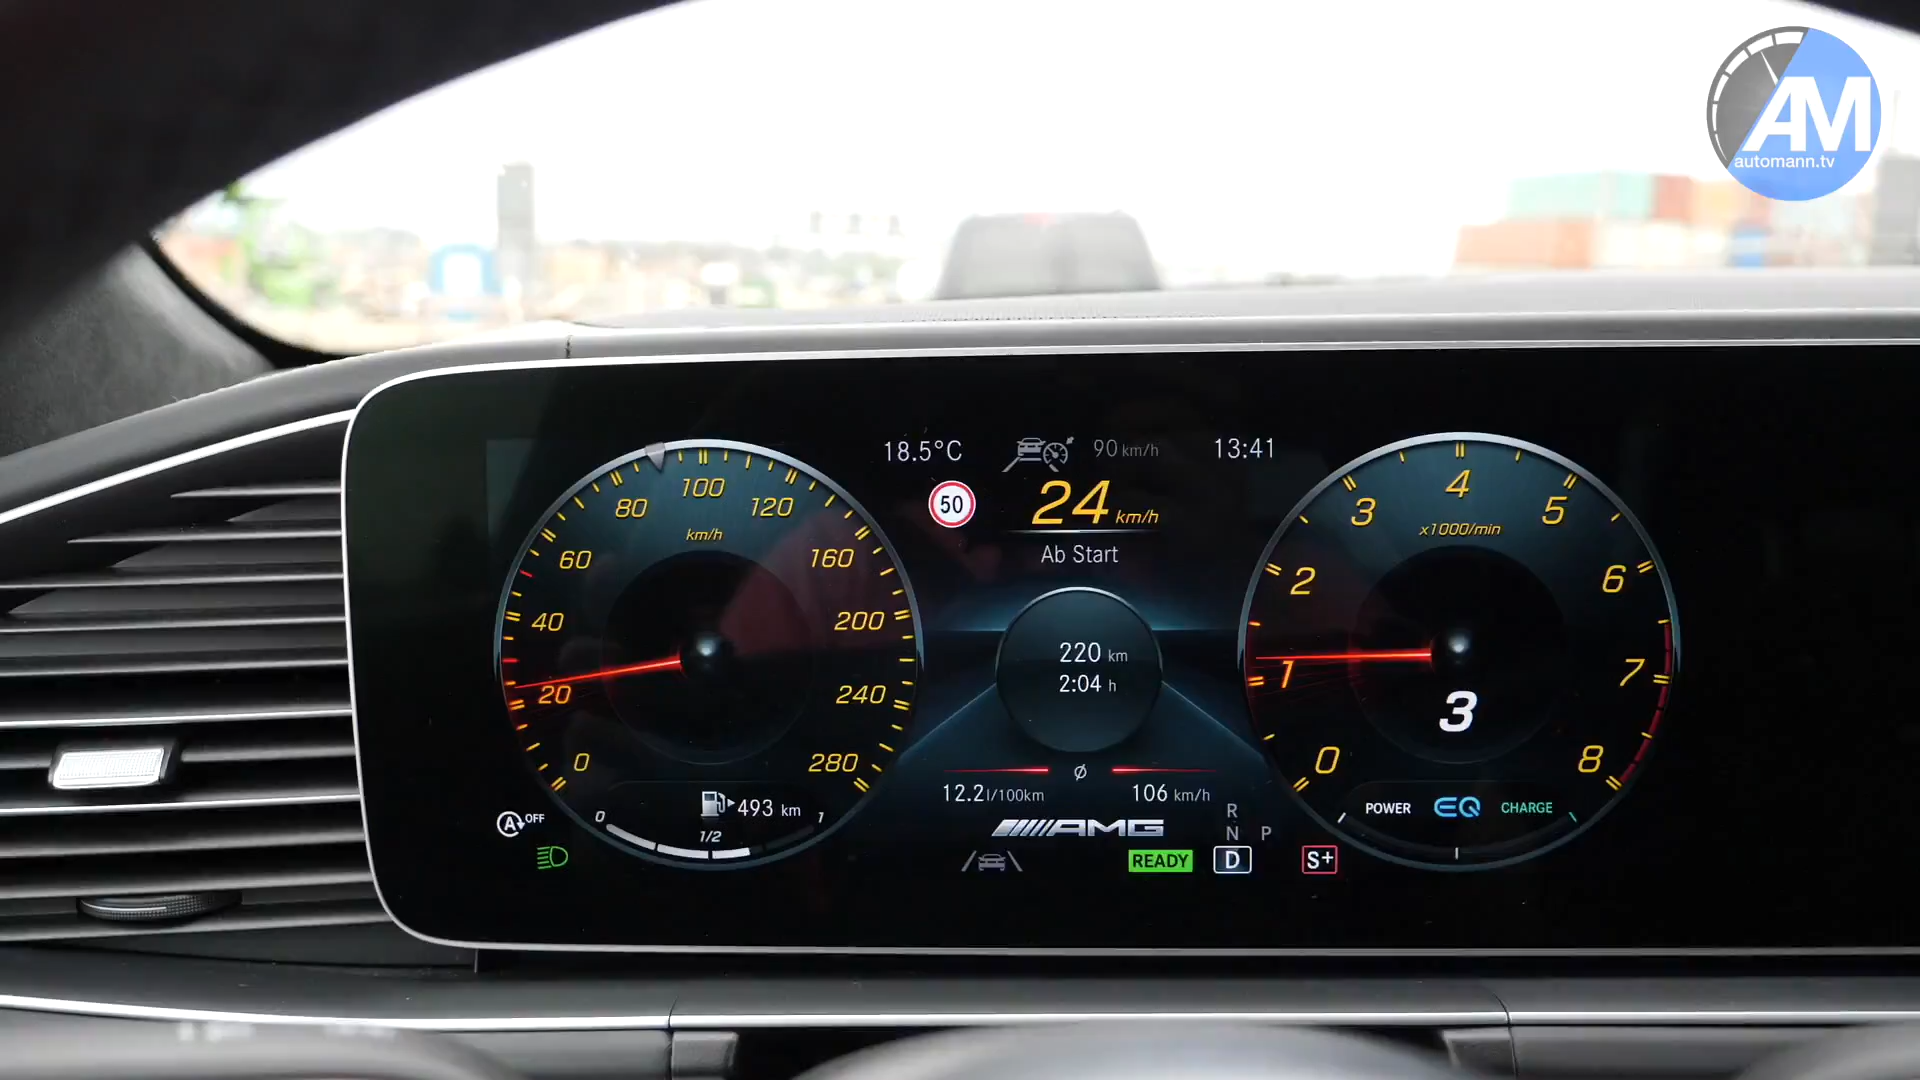 AM
automann.tv
18.5°C
90 km/h
13:41
50
24 km/h
Ab Start
220 km
2:04 h
ø
12.2 l/100km
106 km/h
AMG
READY
R
N P
D
S+
0
20
40
60
80
100
120
160
200
240
280
km/h
493 km
0
1/2
1
A OFF
0
1
2
3
4
5
6
7
8
x1000/min
3
POWER EQ CHARGE